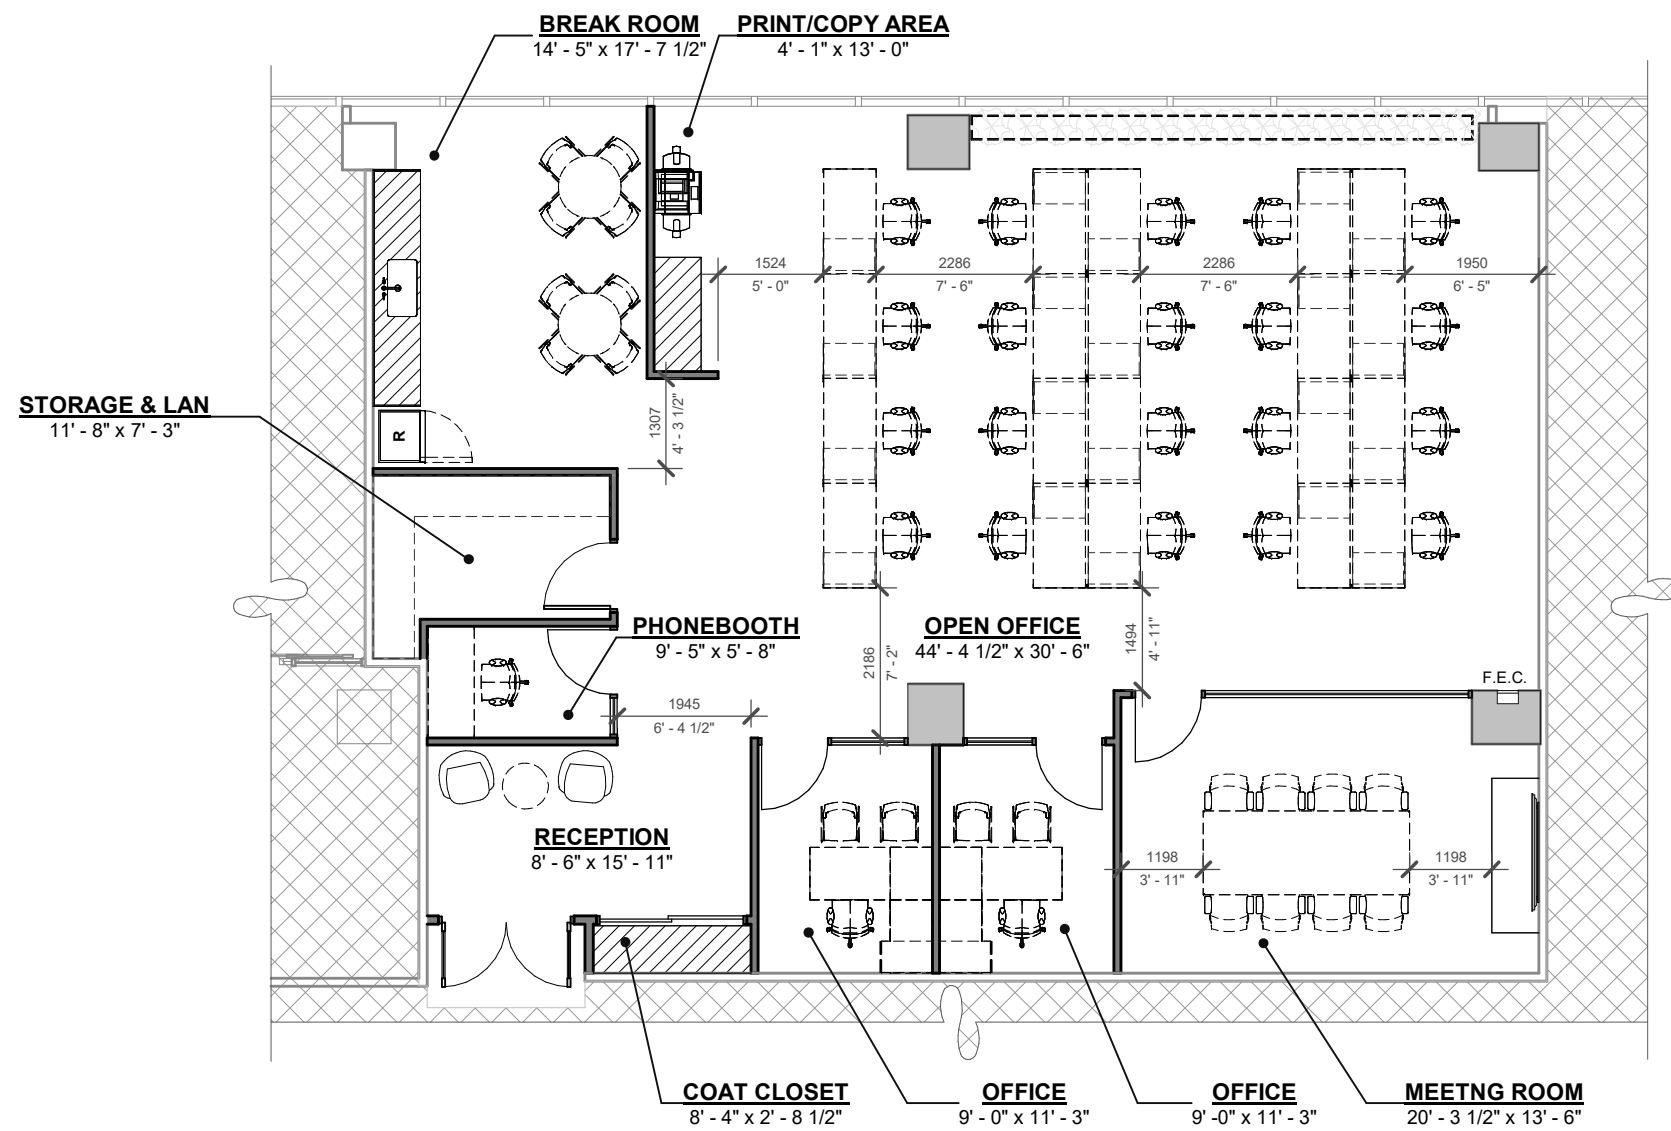 BREAK ROOM
14' - 5" x 17' - 7 1/2"
PRINT/COPY AREA
4' - 1" x 13' - 0"
1524
5' - 0"
2286
7' - 6"
2286
7' - 6"
1950
6' - 5"
STORAGE & LAN
11' - 8" x 7' - 3"
R
1307
4' - 3 1/2"
PHONEBOOTH
9' - 5" x 5' - 8"
OPEN OFFICE
44' - 4 1/2" x 30' - 6"
2186
7' - 2"
1494
4' - 11"
F.E.C.
1945
6' - 4 1/2"
RECEPTION
8' - 6" x 15' - 11"
1198
3' - 11"
1198
3' - 11"
COAT CLOSET
8' - 4" x 2' - 8 1/2"
OFFICE
9' - 0" x 11' - 3"
OFFICE
9' -0" x 11' - 3"
MEETNG ROOM
20' - 3 1/2" x 13' - 6"